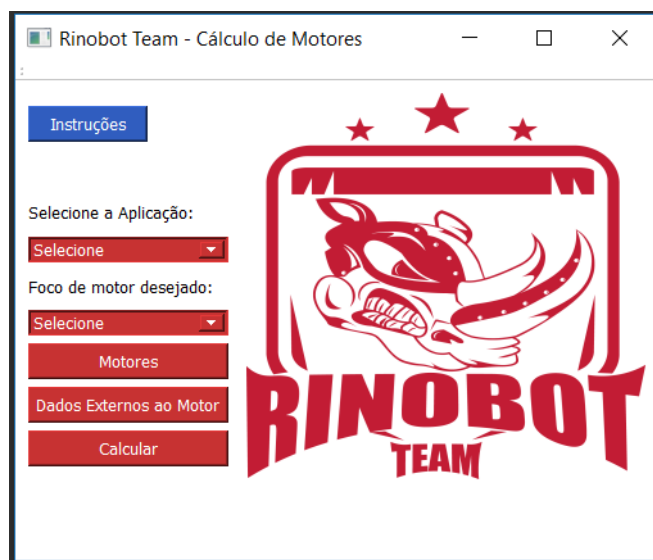 Rinobot Team - Cálculo de Motores
:
Instruções
Selecione a Aplicação:
Selecione
Foco de motor desejado:
Selecione
Motores
Dados Externos ao Motor
Calcular
RINOBOT
TEAM